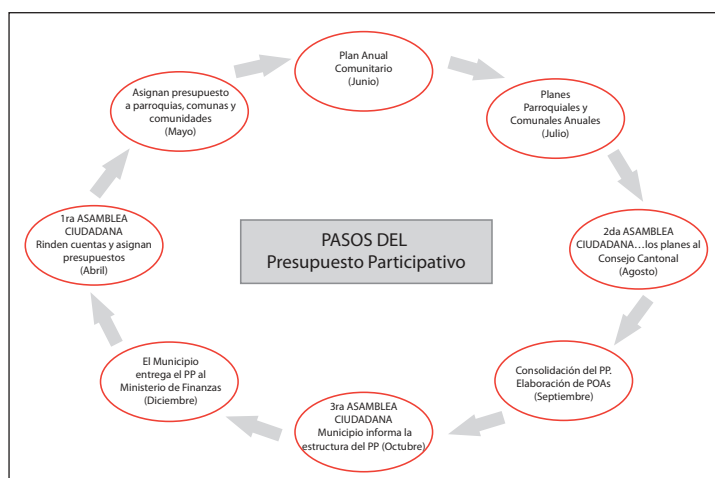 Plan Anual
Comunitario
(Junio)
Asignan presupuesto
a parroquias, comunas y
comunidades
(Mayo)
Planes
Parroquiales y
Comunales Anuales
(Julio)
1ra ASAMBLEA
CIUDADANA
Rinden cuentas y asignan
presupuestos
(Abril)
PASOS DEL
Presupuesto Participativo
2da ASAMBLEA
CIUDADANA...los planes al
Consejo Cantonal
(Agosto)
El Municipio
entrega el PP al
Ministerio de Finanzas
(Diciembre)
Consolidación del PP.
Elaboración de POAs
(Septiembre)
3ra ASAMBLEA
CIUDADANA
Municipio informa la
estructura del PP (Octubre)